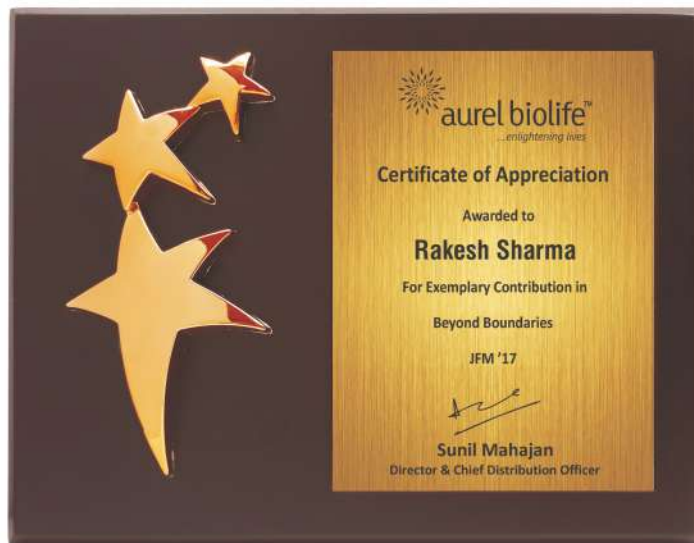 aurel biolife™
...enlightening lives
Certificate of Appreciation
Awarded to
Rakesh Sharma
For Exemplary Contribution in
Beyond Boundaries
JFM '17
Sunil Mahajan
Director & Chief Distribution Officer